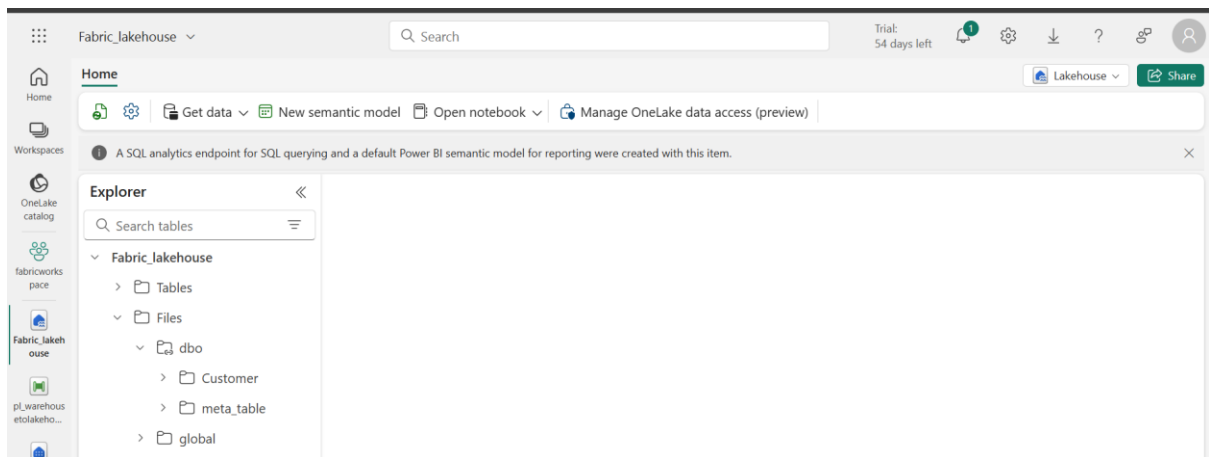 Fabric_lakehouse
Search
Trial:
54 days left
1
?
Home
Home
Lakehouse
Share
Get data
New semantic model
Open notebook
Manage OneLake data access (preview)
Workspaces
A SQL analytics endpoint for SQL querying and a default Power BI semantic model for reporting were created with this item.
OneLake
catalog
fabricworks
pace
Fabric_lakeh
ouse
pl_warehous
etolakeho...
Explorer
Search tables
Fabric_lakehouse
Tables
Files
dbo
Customer
meta_table
global